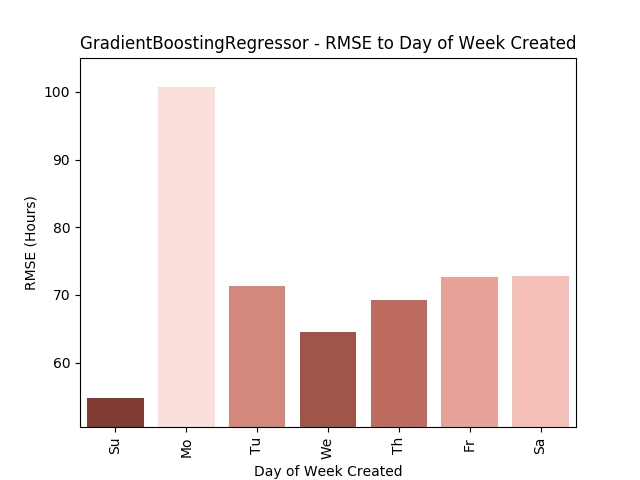 GradientBoostingRegressor - RMSE to Day of Week Created
RMSE (Hours)
100
90
80
70
60
Su Mo Tu We Th Fr Sa
Day of Week Created